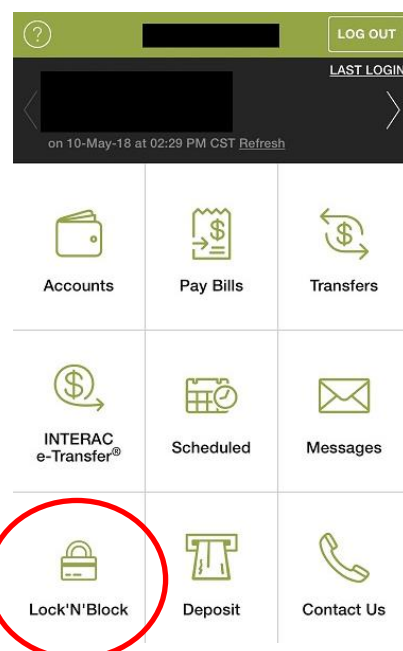 ?
LOG OUT
LAST LOGIN
on 10-May-18 at 02:29 PM CST Refresh
Accounts
Pay Bills
Transfers
INTERAC
e-Transfer®
Scheduled
Messages
Lock'N'Block
Deposit
Contact Us